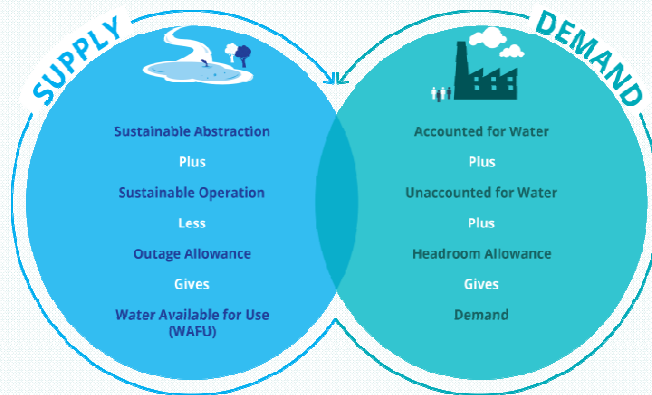 SUPPLY
Sustainable Abstraction
Plus
Sustainable Operation
Less
Outage Allowance
Gives
Water Available for Use
(WAFU)
DEMAND
Accounted for Water
Plus
Unaccounted for Water
Plus
Headroom Allowance
Gives
Demand